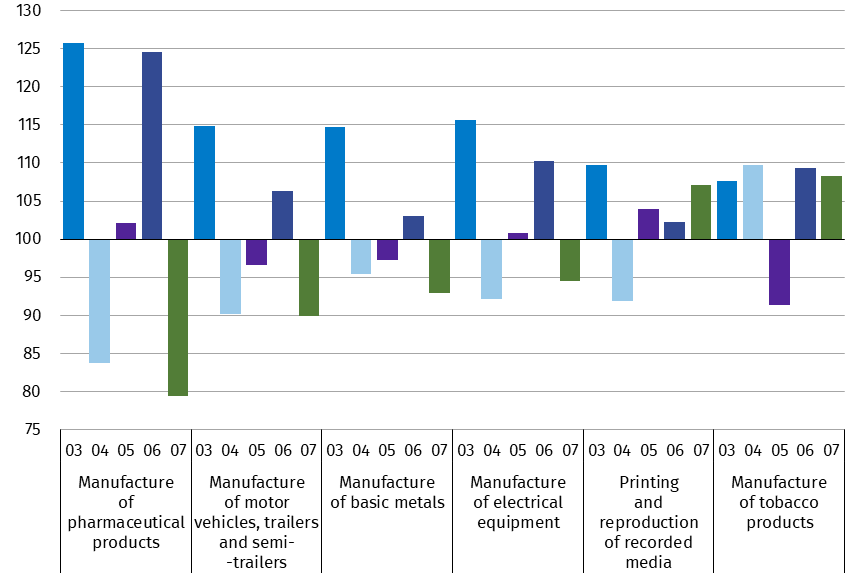 130
125
120
115
110
105
100
95
90
85
80
75
03 04 05 06 07 03 04 05 06 07 03 04 05 06 07 03 04 05 06 07 03 04 05 06 07 03 04 05 06 07
Manufacture
of
pharmaceutical
products
Manufacture
of motor
vehicles, trailers
and semi-
-trailers
Manufacture
of basic metals
Manufacture
of electrical
equipment
Printing
and
reproduction
of recorded
media
Manufacture
of tobacco
products